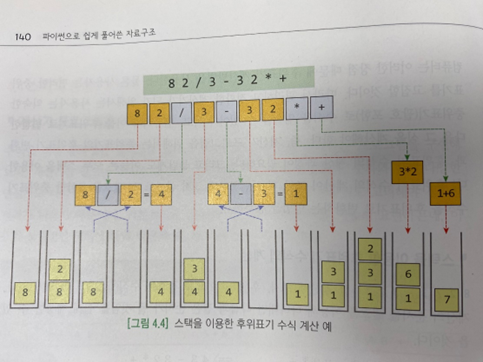 140 파이썬으로 쉽게 풀어쓴 자료구조
8 2 / 3 - 3 2 * +
8 2 / 3 - 3 2 * +
3*2
8 / 2 = 4 4 - 3 = 1 1+6
2
2 3 3 3 6
8 8 8 4 4 4 1 1 1 1 7
[그림 4.4] 스택을 이용한 후위표기 수식 계산 예